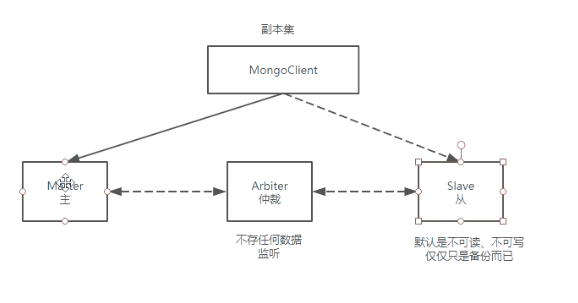 副本集
MongoClient
Master
主
Arbiter
仲裁
Slave
从
不存任何数据
监听
默认是不可读、不可写
仅仅只是备份而已